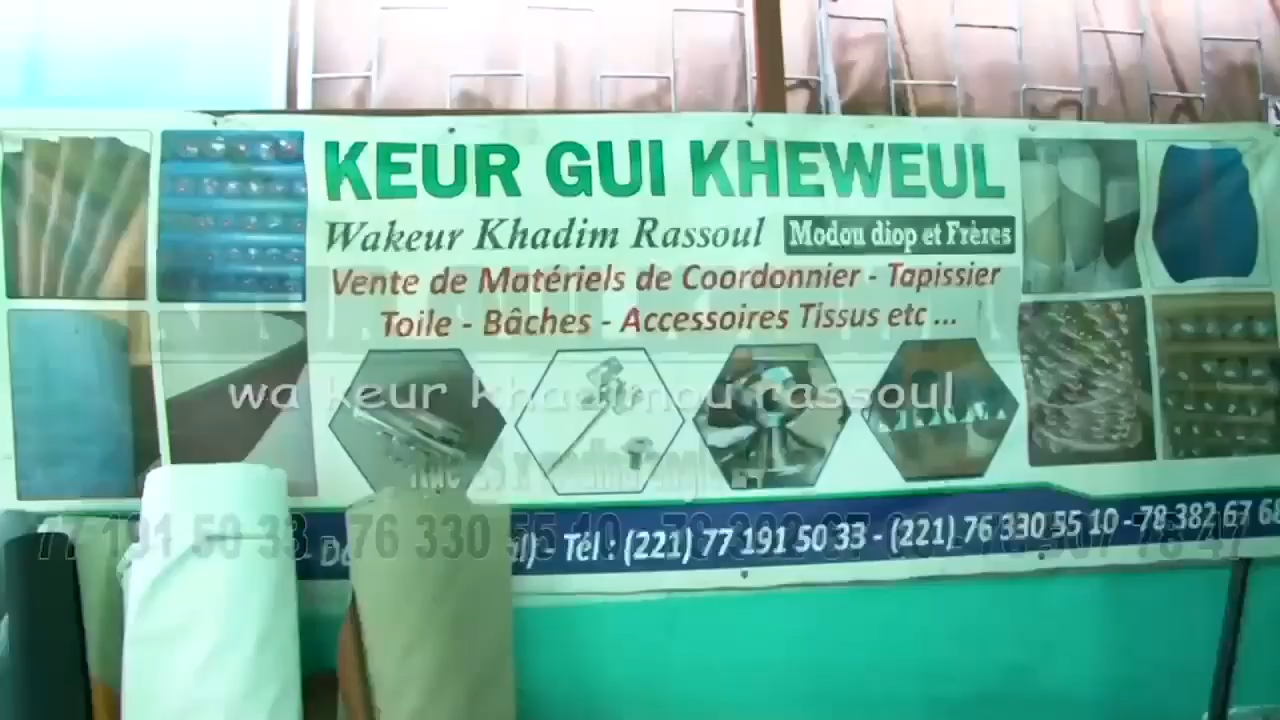 KEUR GUI KHEWEUL
Wakeur Khadim Rassoul Modou diop et Frères
Vente de Matériels de Coordonnier - Tapissier
Toile - Bâches - Accessoires Tissus etc ...
wa keur khadimou rassoul
Tél : (221) 77 191 50 33 - (221) 76 330 55 10 - 78 382 67 68
77 191 50 33 76 330 55 10